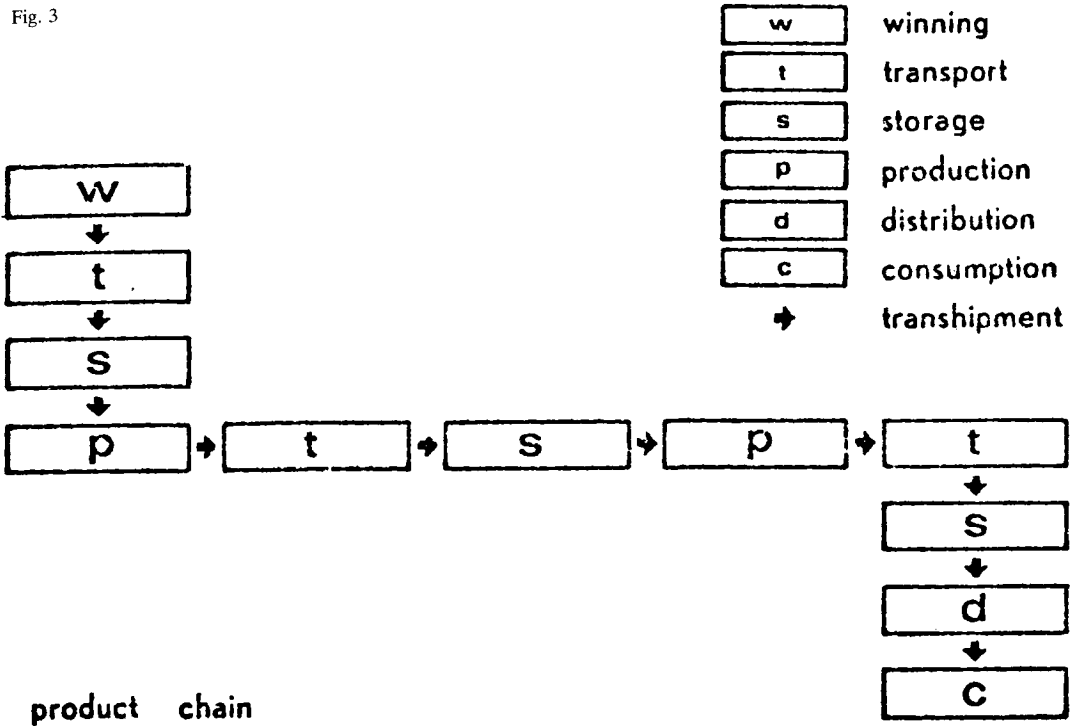 Fig. 3
w winning
t transport
s storage
p production
d distribution
c consumption
transhipment
w
t
s
p t s p t
s
d
c
product chain